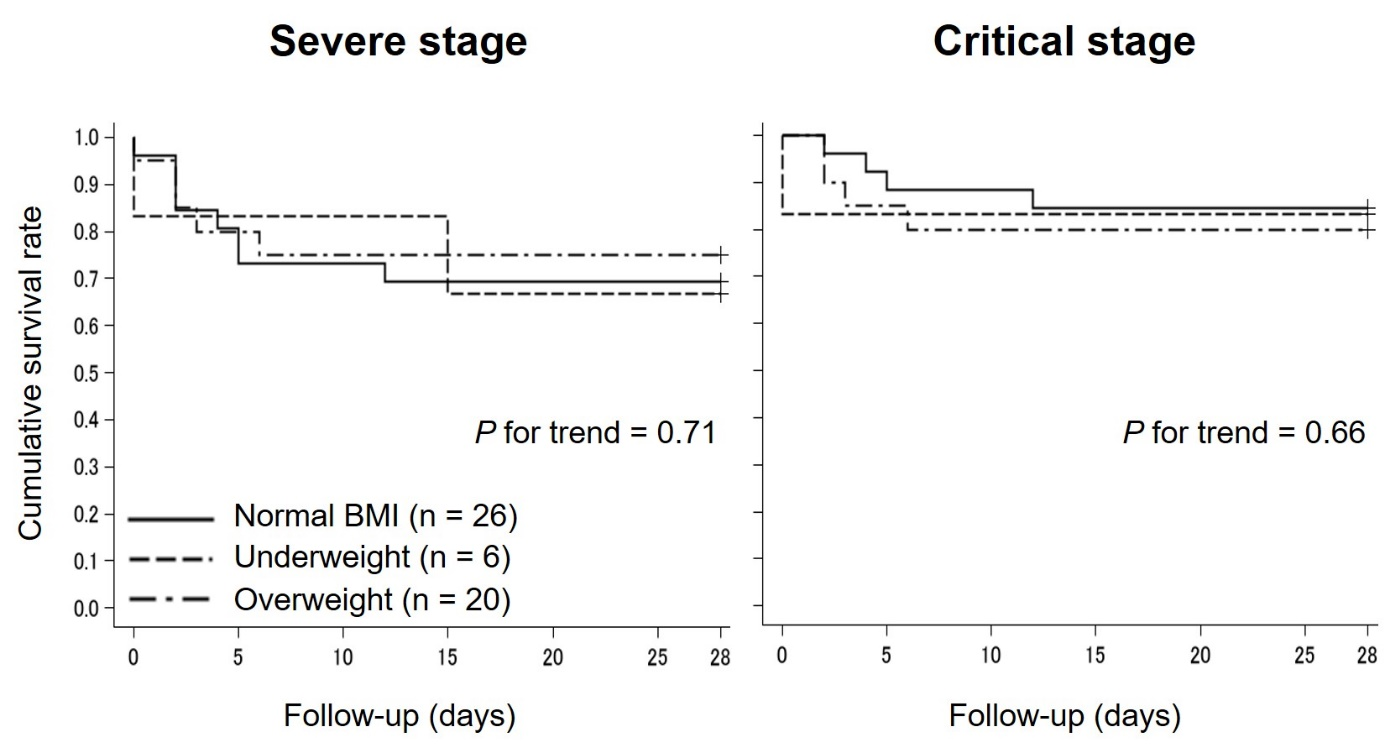 Severe stage
Critical stage
Cumulative survival rate
1.0
0.9
0.8
0.7
0.6
0.5
0.4
0.3
0.2
0.1
0.0
P for trend = 0.71
P for trend = 0.66
Normal BMI (n = 26)
Underweight (n = 6)
Overweight (n = 20)
0 5 10 15 20 25 28
0 5 10 15 20 25 28
Follow-up (days)
Follow-up (days)